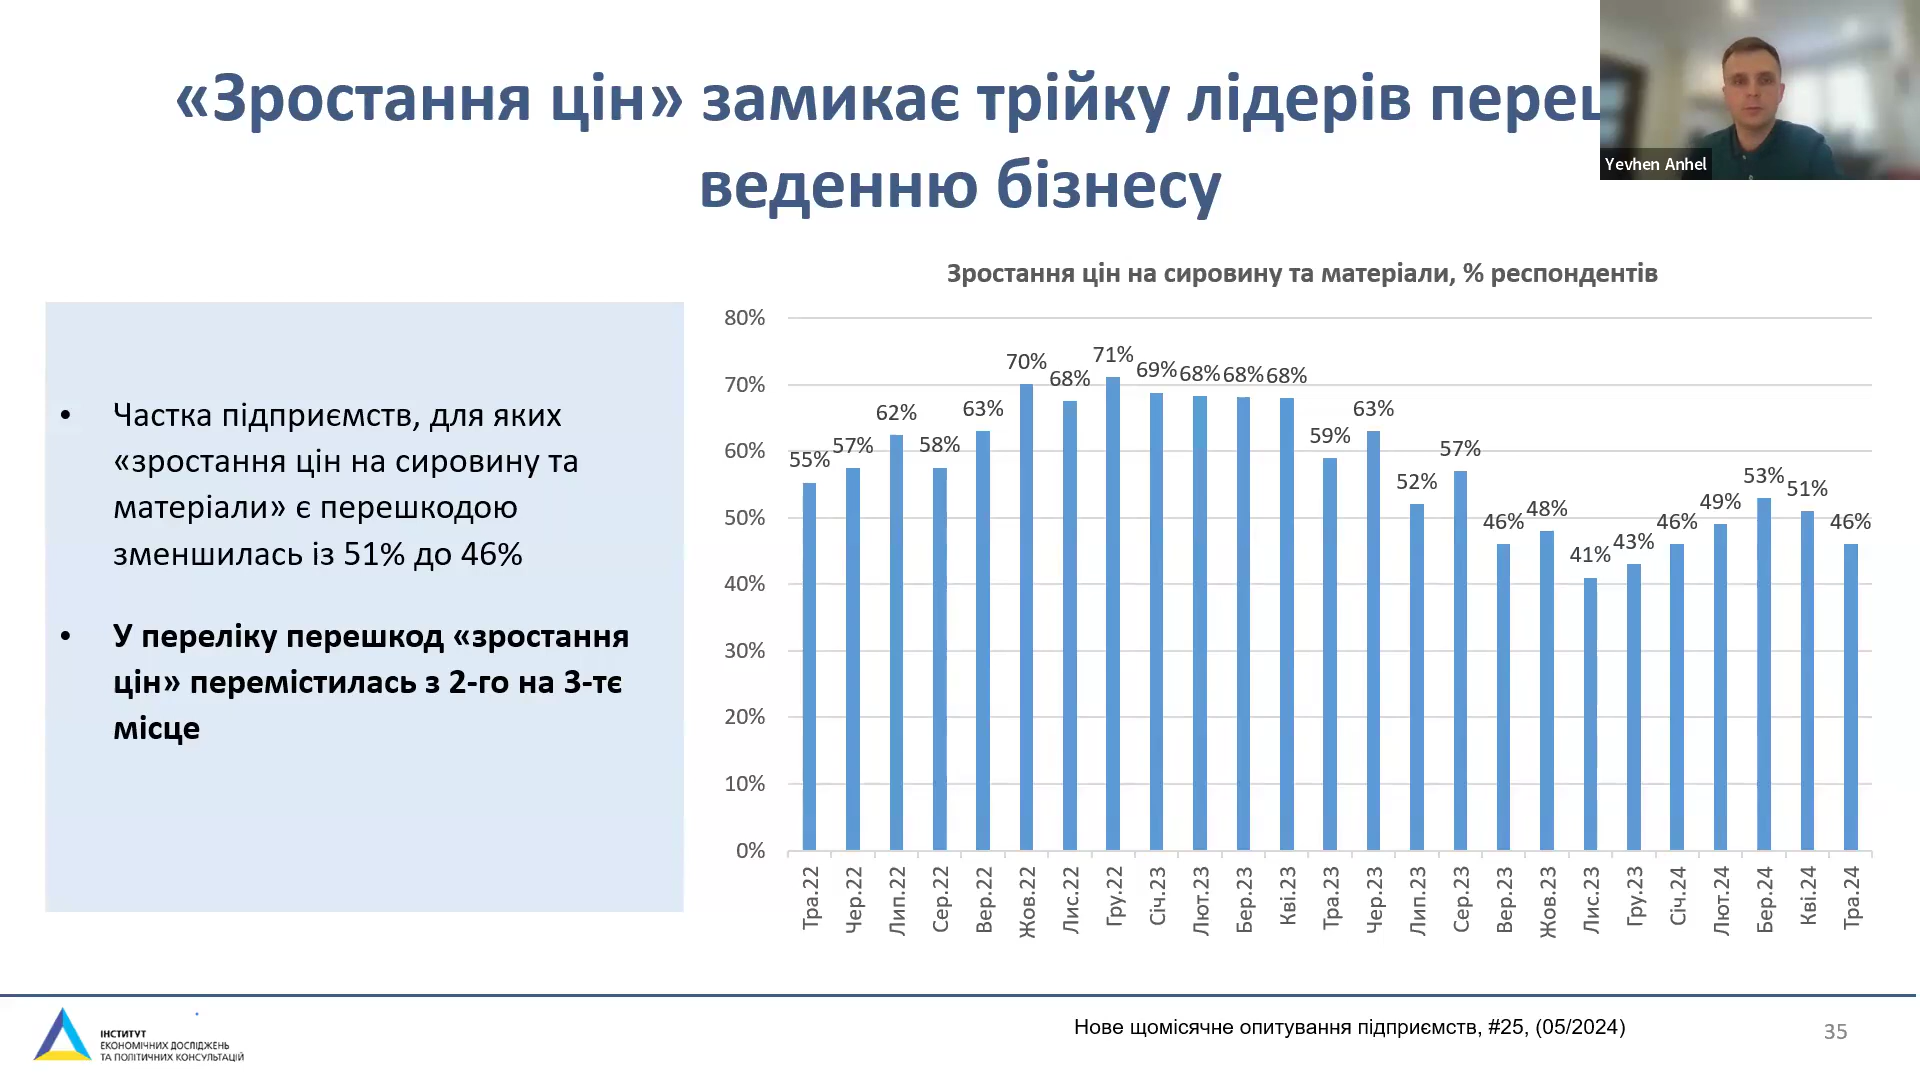 «Зростання цін» замикає трійку лідерів
веденню бізнесу
Yevhen Anhel
Зростання цін на сировину та матеріали, % респондентів
• Частка підприємств, для яких
«зростання цін на сировину та
матеріали» є перешкодою
зменшилась із 51% до 46%
• У переліку перешкод «зростання
цін» перемістилась з 2-го на 3-тє
місце
80%
70%
60%
50%
40%
30%
20%
10%
0%
55% 57% 62% 58% 63% 70% 68% 71% 69% 68% 68% 68% 59% 63% 52% 57% 46% 48% 41% 43% 46% 49% 53% 51% 46%
Тра.22 Чер.22 Лип.22 Сер.22 Вер.22 Жов.22 Лис.22 Гру.22 Січ.23 Лют.23 Бер.23 Кві.23 Тра.23 Чер.23 Лип.23 Сер.23 Вер.23 Жов.23 Лис.23 Гру.23 Січ.24 Лют.24 Бер.24 Кві.24 Тра.24
ІНСТИТУТ
ЕКОНОМІЧНИХ ДОСЛІДЖЕНЬ
ТА ПОЛІТИЧНИХ КОНСУЛЬТАЦІЙ
Нове щомісячне опитування підприємств, #25, (05/2024)
35